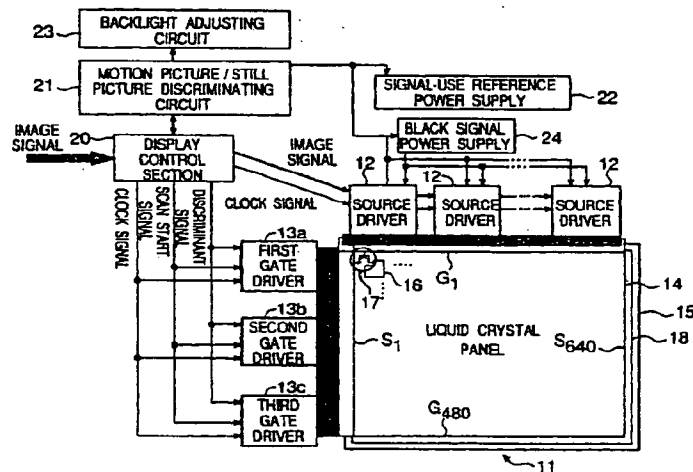 23
BACKLIGHT ADJUSTING
CIRCUIT
21
MOTION PICTURE / STILL
PICTURE DISCRIMINATING
CIRCUIT
SIGNAL-USE REFERENCE
POWER SUPPLY
22
BLACK SIGNAL
POWER SUPPLY
24
IMAGE
SIGNAL
20
DISPLAY
CONTROL
SECTION
IMAGE
SIGNAL
CLOCK SIGNAL
12
SOURCE
DRIVER
12
SOURCE
DRIVER
12
SOURCE
DRIVER
CLOCK SIGNAL
SCAN START
SIGNAL
DISCRIMINANT
SIGNAL
13a
FIRST
GATE
DRIVER
13b
SECOND
GATE
DRIVER
13c
THIRD
GATE
DRIVER
17
16
G1
14
15
18
S1
LIQUID CRYSTAL
PANEL
S640
G480
11